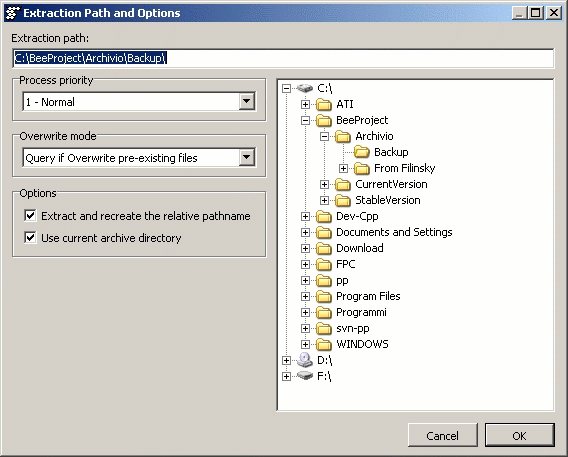 Extraction Path and Options
Extraction path:
C:\BeeProject\Archivio\Backup\
Process priority
1 - Normal
Overwrite mode
Query if Overwrite pre-existing files
Options
Extract and recreate the relative pathname
Use current archive directory
C:\
ATI
BeeProject
Archivio
Backup
From Filinsky
CurrentVersion
StableVersion
Dev-Cpp
Documents and Settings
Download
FPC
pp
Program Files
Programmi
svn-pp
WINDOWS
D:\
F:\
Cancel
OK